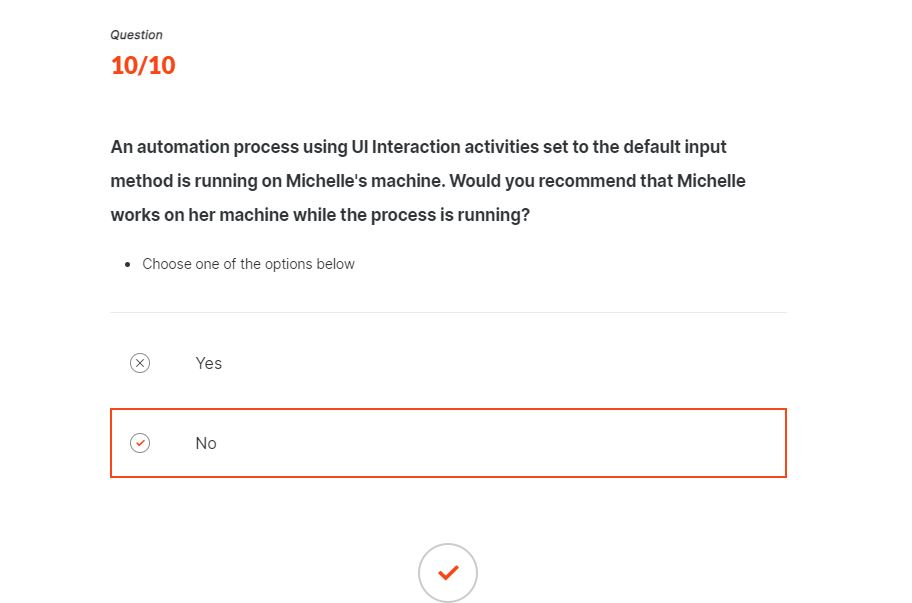 Question
10/10
An automation process using UI Interaction activities set to the default input
method is running on Michelle's machine. Would you recommend that Michelle
works on her machine while the process is running?
• Choose one of the options below
Yes
No